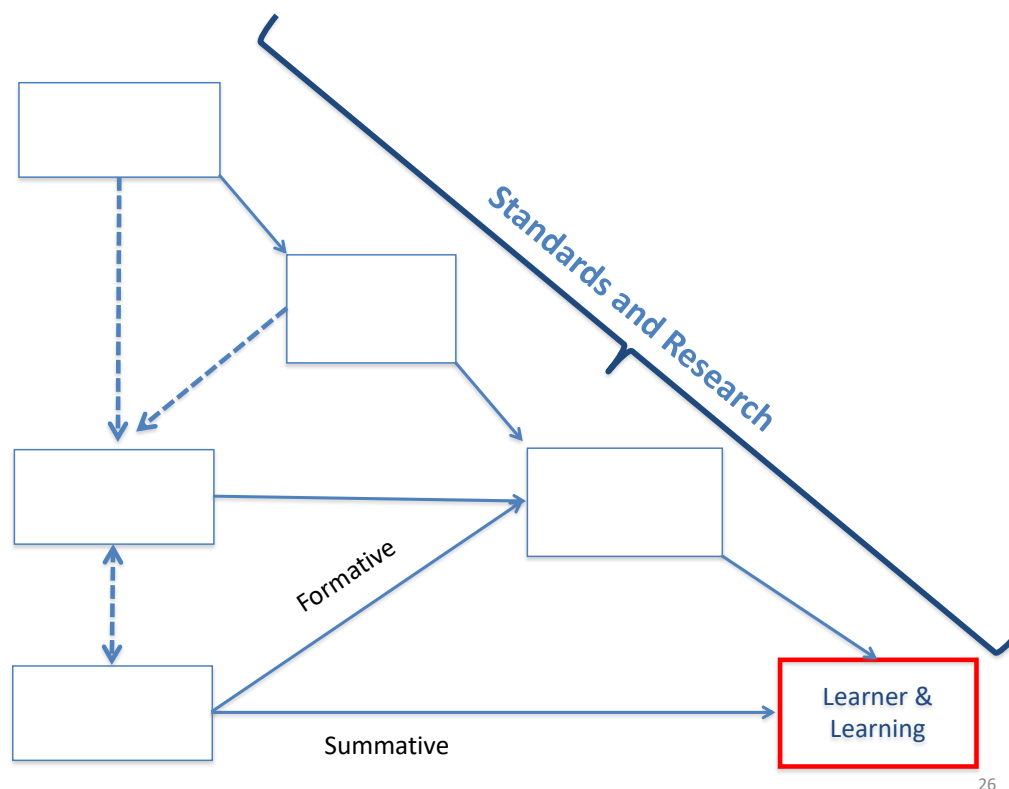 Standards and Research
Formative
Learner &
Learning
Summative
26